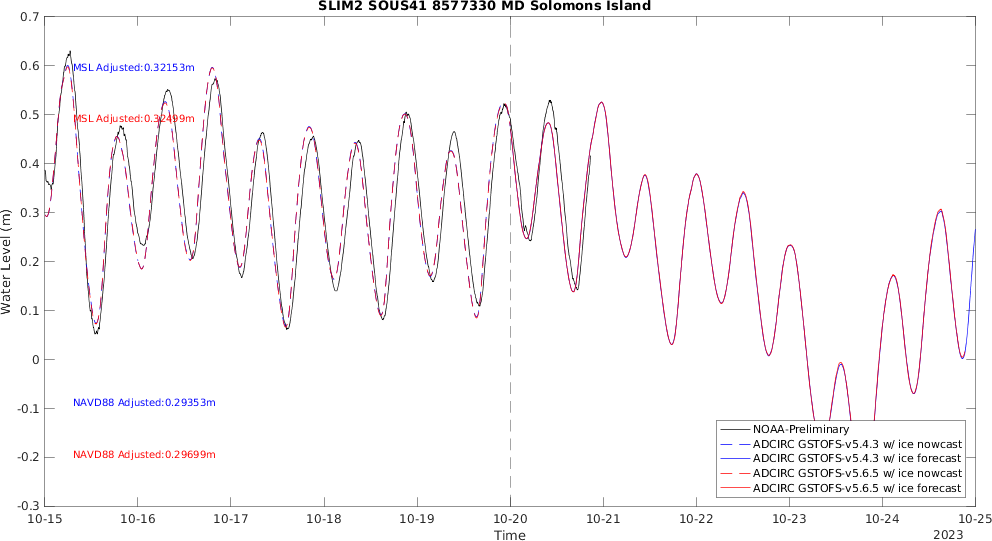 SLIM2 SOUS41 8577330 MD Solomons Island
0.7
0.6
0.5
0.4
0.3
0.2
0.1
0
-0.1
-0.2
-0.3
Water Level (m)
MSL Adjusted:0.32153m
MSL Adjusted:0.32499m
NAVD88 Adjusted:0.29353m
NAVD88 Adjusted:0.29699m
NOAA-Preliminary
ADCIRC GSTOFS-v5.4.3 w/ ice nowcast
ADCIRC GSTOFS-v5.4.3 w/ ice forecast
ADCIRC GSTOFS-v5.6.5 w/ ice nowcast
ADCIRC GSTOFS-v5.6.5 w/ ice forecast
10-15 10-16 10-17 10-18 10-19 10-20 10-21 10-22 10-23 10-24 10-25
Time
2023